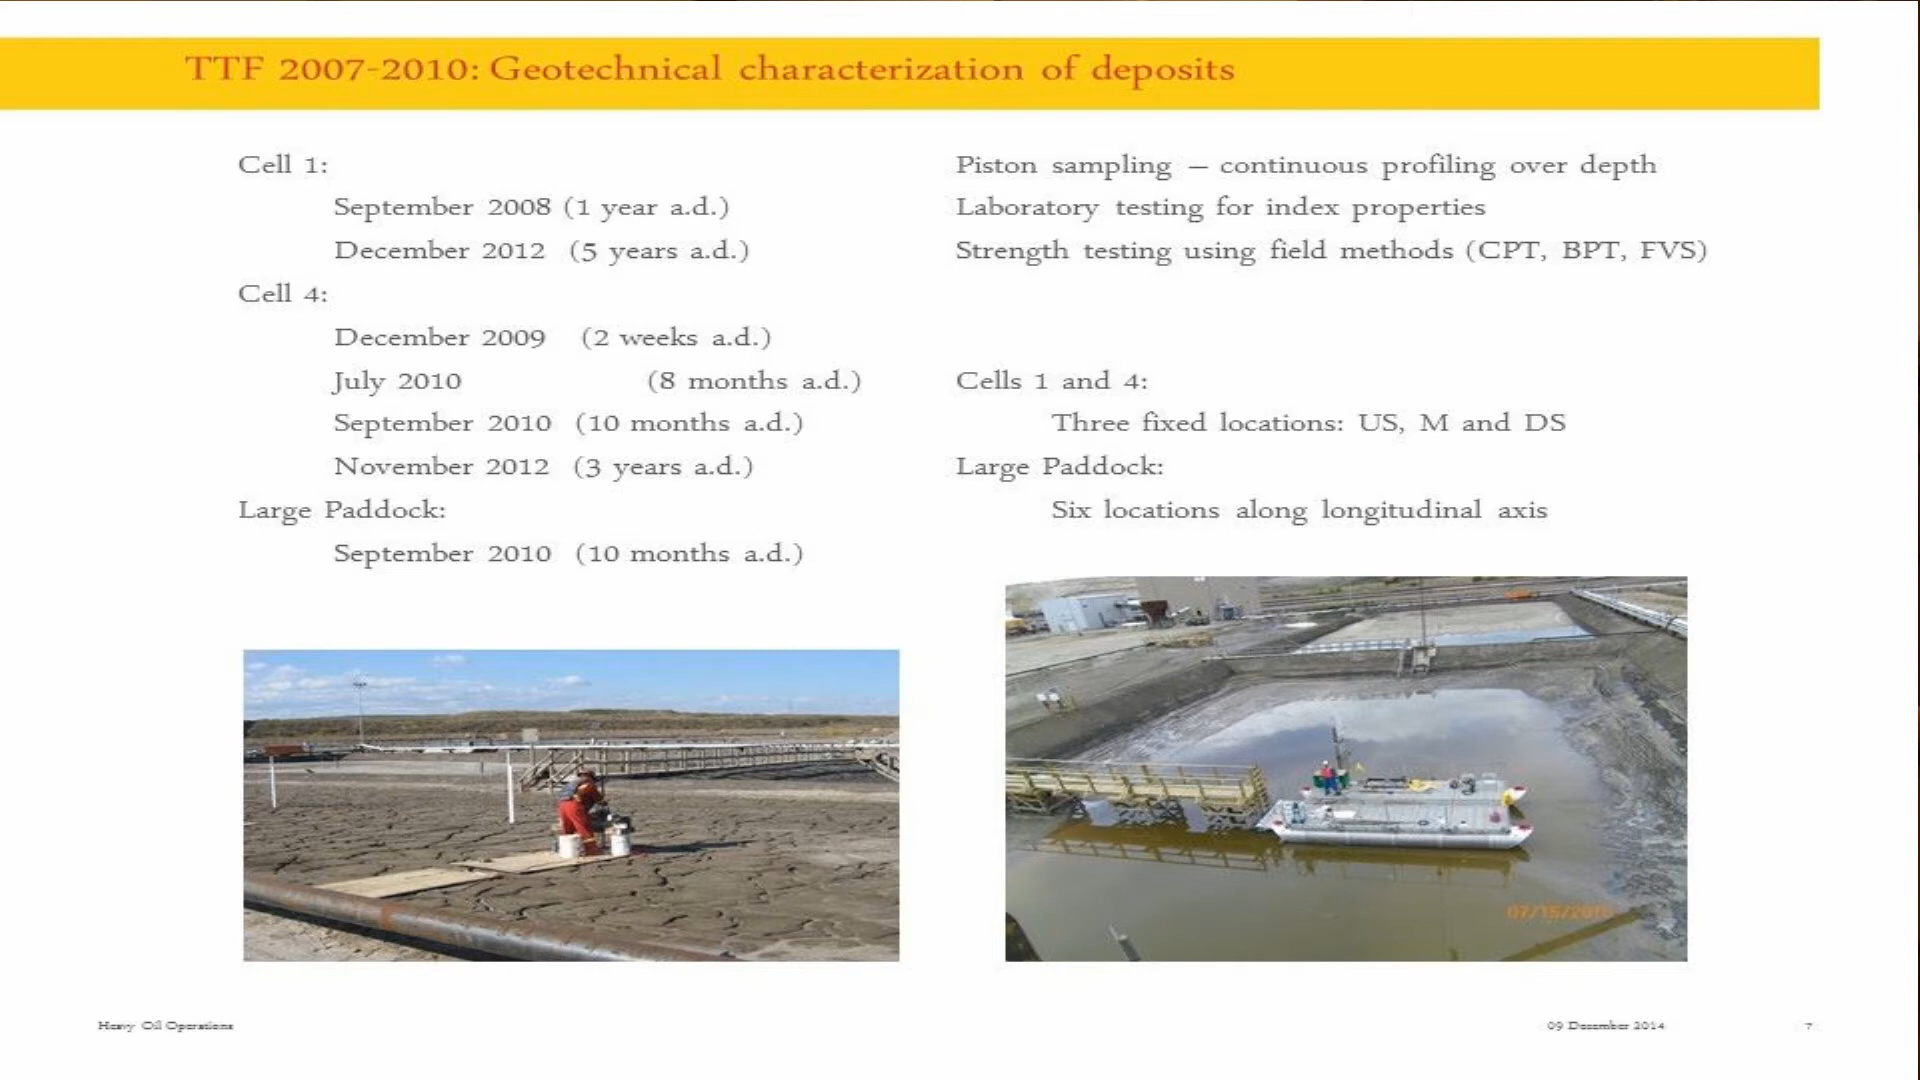 TTF 2007-2010: Geotechnical characterization of deposits
Cell 1:
September 2008 (1 year a.d.)
December 2012 (5 years a.d.)
Cell 4:
December 2009 (2 weeks a.d.)
July 2010 (8 months a.d.)
September 2010 (10 months a.d.)
November 2012 (3 years a.d.)
Large Paddock:
September 2010 (10 months a.d.)
Piston sampling – continuous profiling over depth
Laboratory testing for index properties
Strength testing using field methods (CPT, BPT, FVS)
Cells 1 and 4:
Three fixed locations: US, M and DS
Large Paddock:
Six locations along longitudinal axis
07/15/2010
Heavy Oil Operations
09 December 2014
7